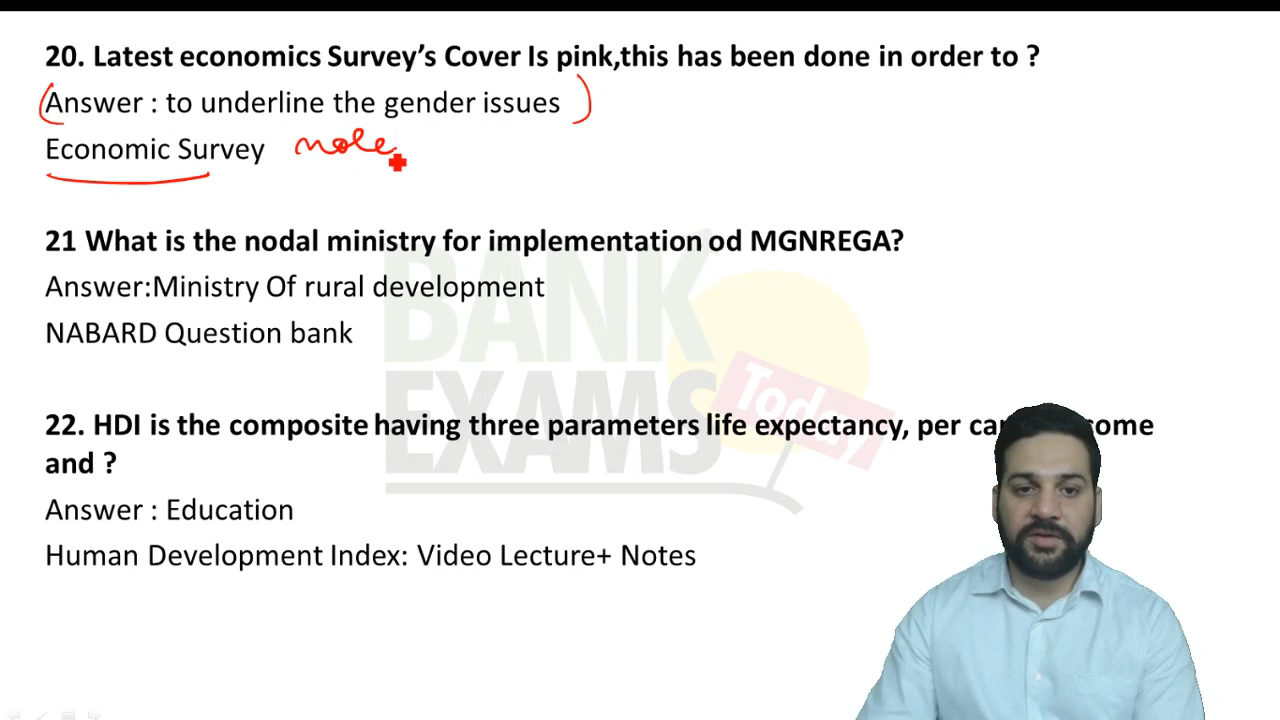 20. Latest economics Survey's Cover Is pink,this has been done in order to ?
Answer : to underline the gender issues
Economic Survey
21 What is the nodal ministry for implementation od MGNREGA?
Answer:Ministry Of rural development
NABARD Question bank
BANK
EXAMS
Today
22. HDI is the composite having three parameters life expectancy, per
and ?
Answer : Education
Human Development Index: Video Lecture+ Notes